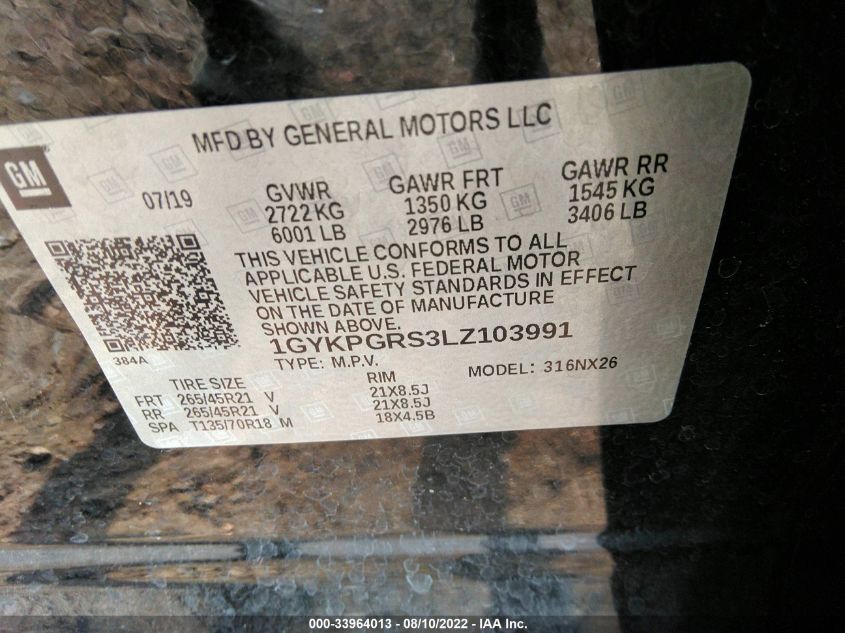 MFD BY GENERAL MOTORS LLC
GM
07/19 GVWR GAWR FRT GAWR RR
2722 KG 1350 KG 1545 KG
6001 LB 2976 LB 3406 LB
THIS VEHICLE CONFORMS TO ALL
APPLICABLE U.S. FEDERAL MOTOR
VEHICLE SAFETY STANDARDS IN EFFECT
ON THE DATE OF MANUFACTURE
SHOWN ABOVE.
1GYKPGRS3LZ103991
384A
TYPE: M.P.V. MODEL: 316NX26
TIRE SIZE RIM
FRT 265/45R21 V 21X8.5J
RR 265/45R21 V 21X8.5J
SPA T135/70R18 M 18X4.5B
000-33964013 - 08/10/2022 - IAA Inc.